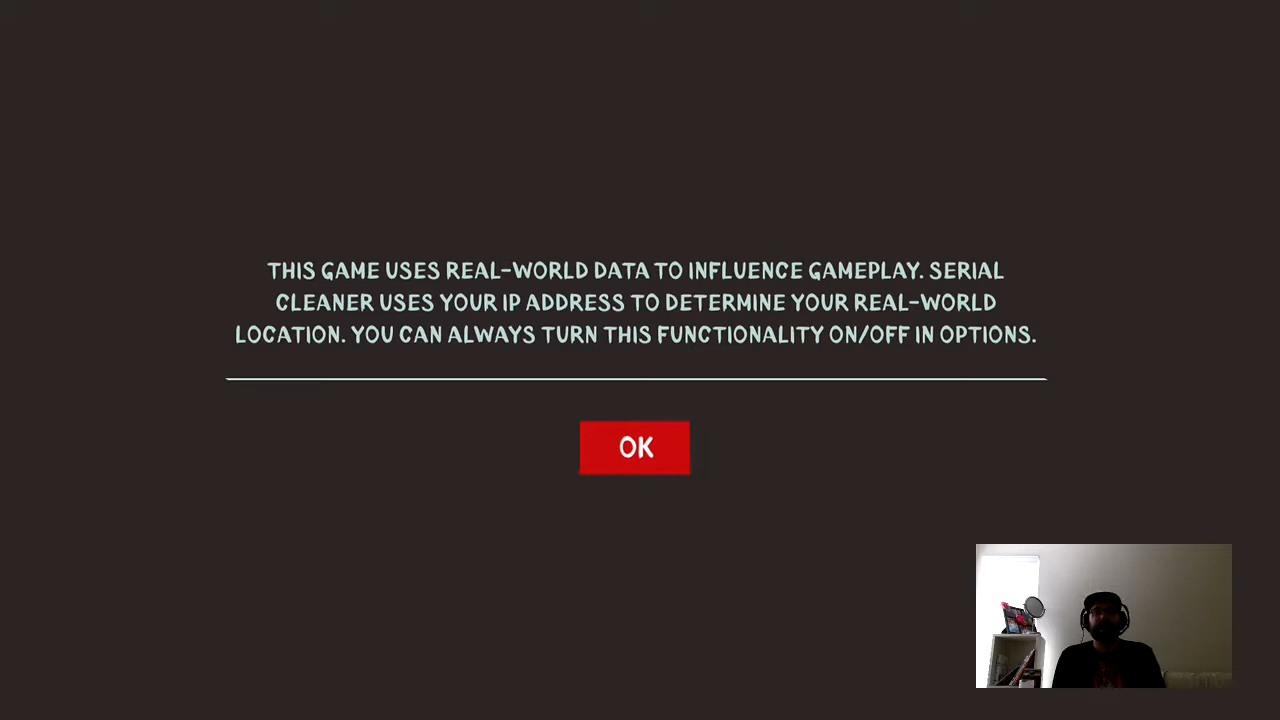 THIS GAME USES REAL-WORLD DATA TO INFLUENCE GAMEPLAY. SERIAL
CLEANER USES YOUR IP ADDRESS TO DETERMINE YOUR REAL-WORLD
LOCATION. YOU CAN ALWAYS TURN THIS FUNCTIONALITY ON/OFF IN OPTIONS.
OK